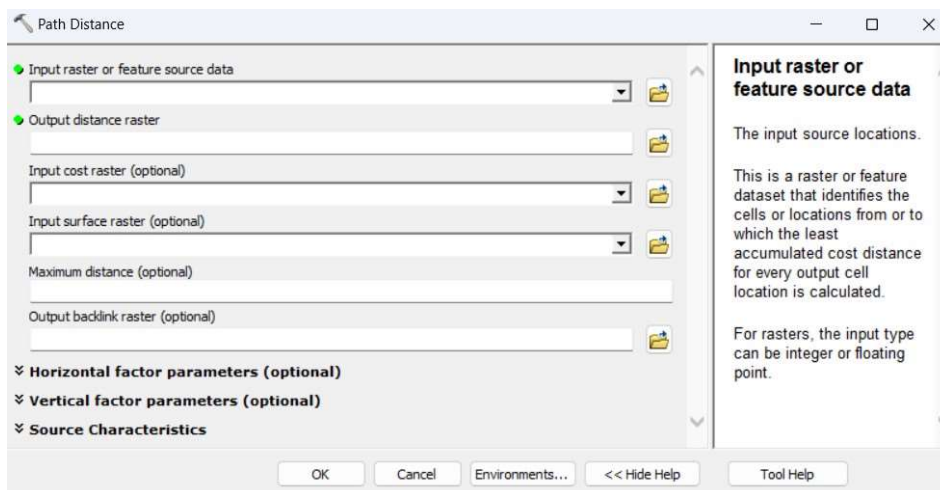 Path Distance
Input raster or feature source data
Output distance raster
Input cost raster (optional)
Input surface raster (optional)
Maximum distance (optional)
Output backlink raster (optional)
Horizontal factor parameters (optional)
Vertical factor parameters (optional)
Source Characteristics
Input raster or
feature source data
The input source locations.
This is a raster or feature
dataset that identifies the
cells or locations from or to
which the least
accumulated cost distance
for every output cell
location is calculated.
For rasters, the input type
can be integer or floating
point.
OK Cancel Environments... << Hide Help Tool Help